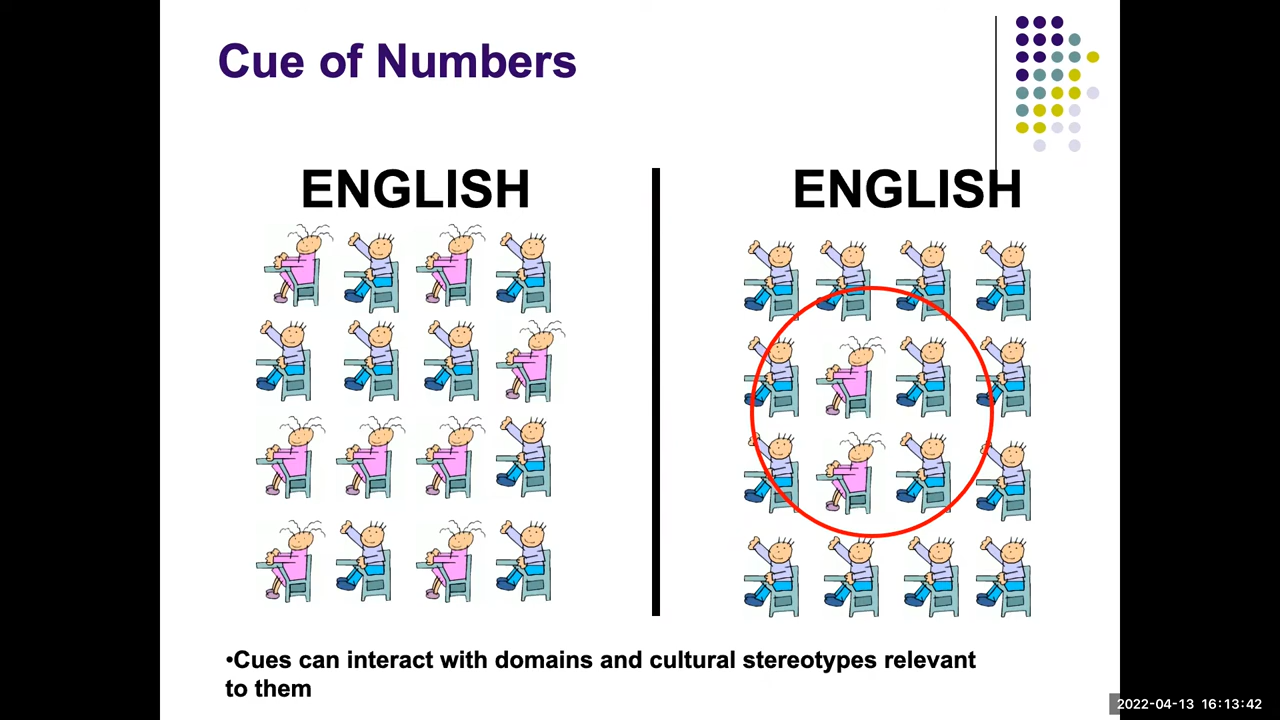 Cue of Numbers
ENGLISH
ENGLISH
•Cues can interact with domains and cultural stereotypes relevant
to them
2022-04-13 16:13:42